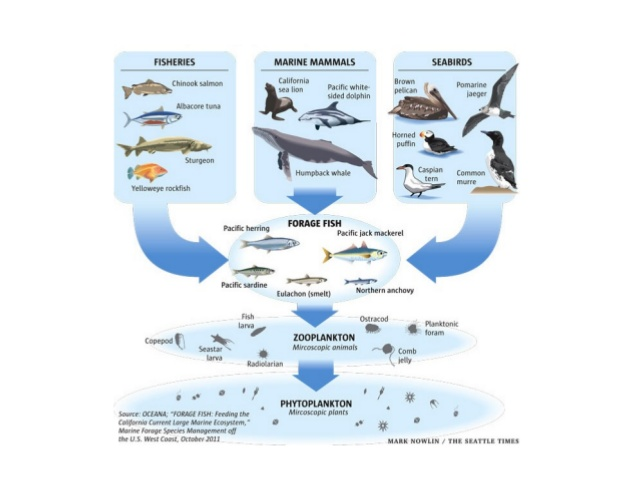 FISHERIES
Chinook salmon
Albacore tuna
Sturgeon
Yelloweye rockfish
MARINE MAMMALS
California
sea lion
Pacific white-
sided dolphin
Humpback whale
SEABIRDS
Brown
pelican
Pomarine
jaeger
Horned
puffin
Caspian
tern
Common
murre
FORAGE FISH
Pacific herring
Pacific jack mackerel
Pacific sardine
Eulachon (smelt)
Northern anchovy
ZOOPLANKTON
Mircoscopic animals
Fish
larva
Ostracod
Planktonic
foram
Copepod
Seastar
larva
Radiolarian
Comb
jelly
PHYTOPLANKTON
Mircoscopic plants
Source: OCEANA; "FORAGE FISH: Feeding the
California Current Large Marine Ecosystem,"
Marine Forage Species Management off
the U.S. West Coast, October 2011
MARK NOWLIN / THE SEATTLE TIMES